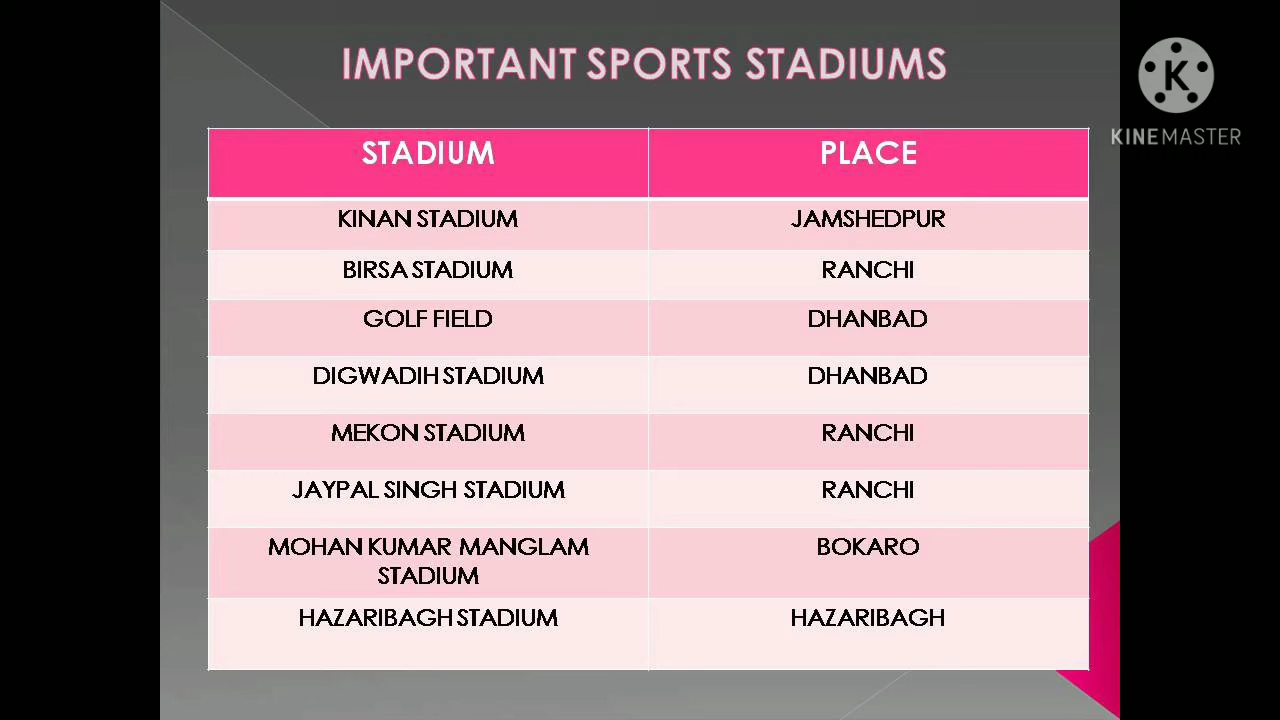 IMPORTANT SPORTS STADIUMS
K
KINEMASTER
STADIUM PLACE
KINAN STADIUM JAMSHEDPUR
BIRSA STADIUM RANCHI
GOLF FIELD DHANBAD
DIGWADIH STADIUM DHANBAD
MEKON STADIUM RANCHI
JAYPAL SINGH STADIUM RANCHI
MOHAN KUMAR MANGLAM BOKARO
STADIUM
HAZARIBAGH STADIUM HAZARIBAGH